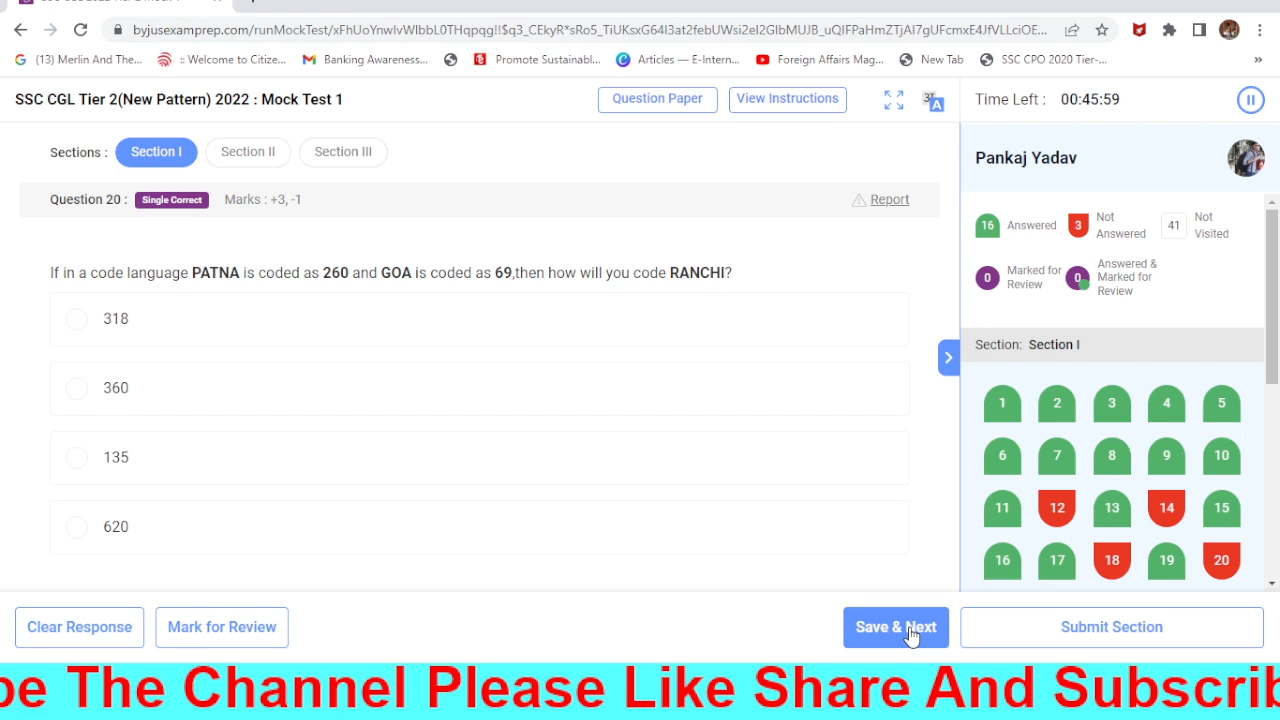 byjusexamprep.com/runMockTest/xFhUoYnwlvWlbbL0THqpqg!!$q3_CEkyR*sRo5_TiUKsxG64l3at2febUWsi2eI2GlbMUJB_uQIFPaHmZTjAI7gUFcmxE4JfVLLciOE...
(13) Merlin And The...
:: Welcome to Citize...
Banking Awareness...
Promote Sustainabl...
Articles — E-Intern...
Foreign Affairs Mag...
New Tab
SSC CPO 2020 Tier-...
»
SSC CGL Tier 2(New Pattern) 2022 : Mock Test 1
Question Paper
View Instructions
Time Left : 00:45:59
Sections : Section I Section II Section III
Pankaj Yadav
Question 20 : Single Correct Marks : +3, -1
Report
16 Answered
3 Not Answered
41 Not Visited
0 Marked for Review
0 Answered & Marked for Review
If in a code language PATNA is coded as 260 and GOA is coded as 69,then how will you code RANCHI?
318
360
135
620
Section: Section I
1 2 3 4 5
6 7 8 9 10
11 12 13 14 15
16 17 18 19 20
Clear Response
Mark for Review
Save & Next
Submit Section
be The Channel Please Like Share And Subscrib